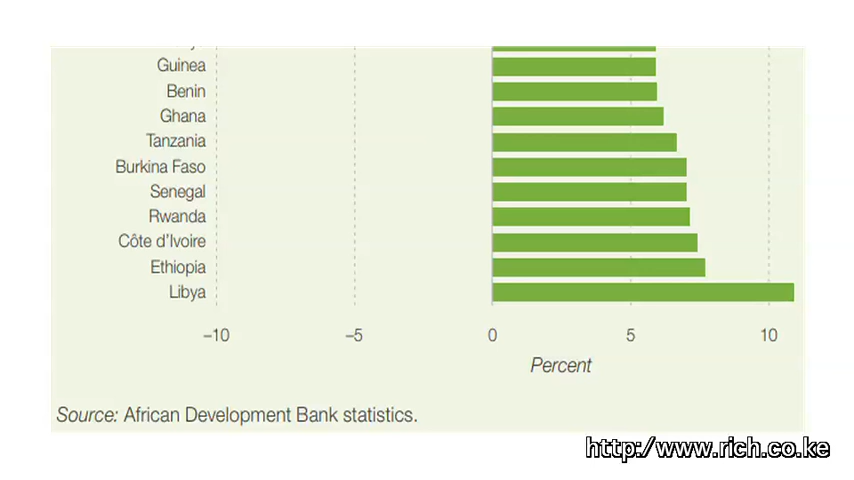 Guinea
Benin
Ghana
Tanzania
Burkina Faso
Senegal
Rwanda
Côte d'Ivoire
Ethiopia
Libya
–10 –5 0 5 10
Percent
Source: African Development Bank statistics.
http:/www.rich.co.ke